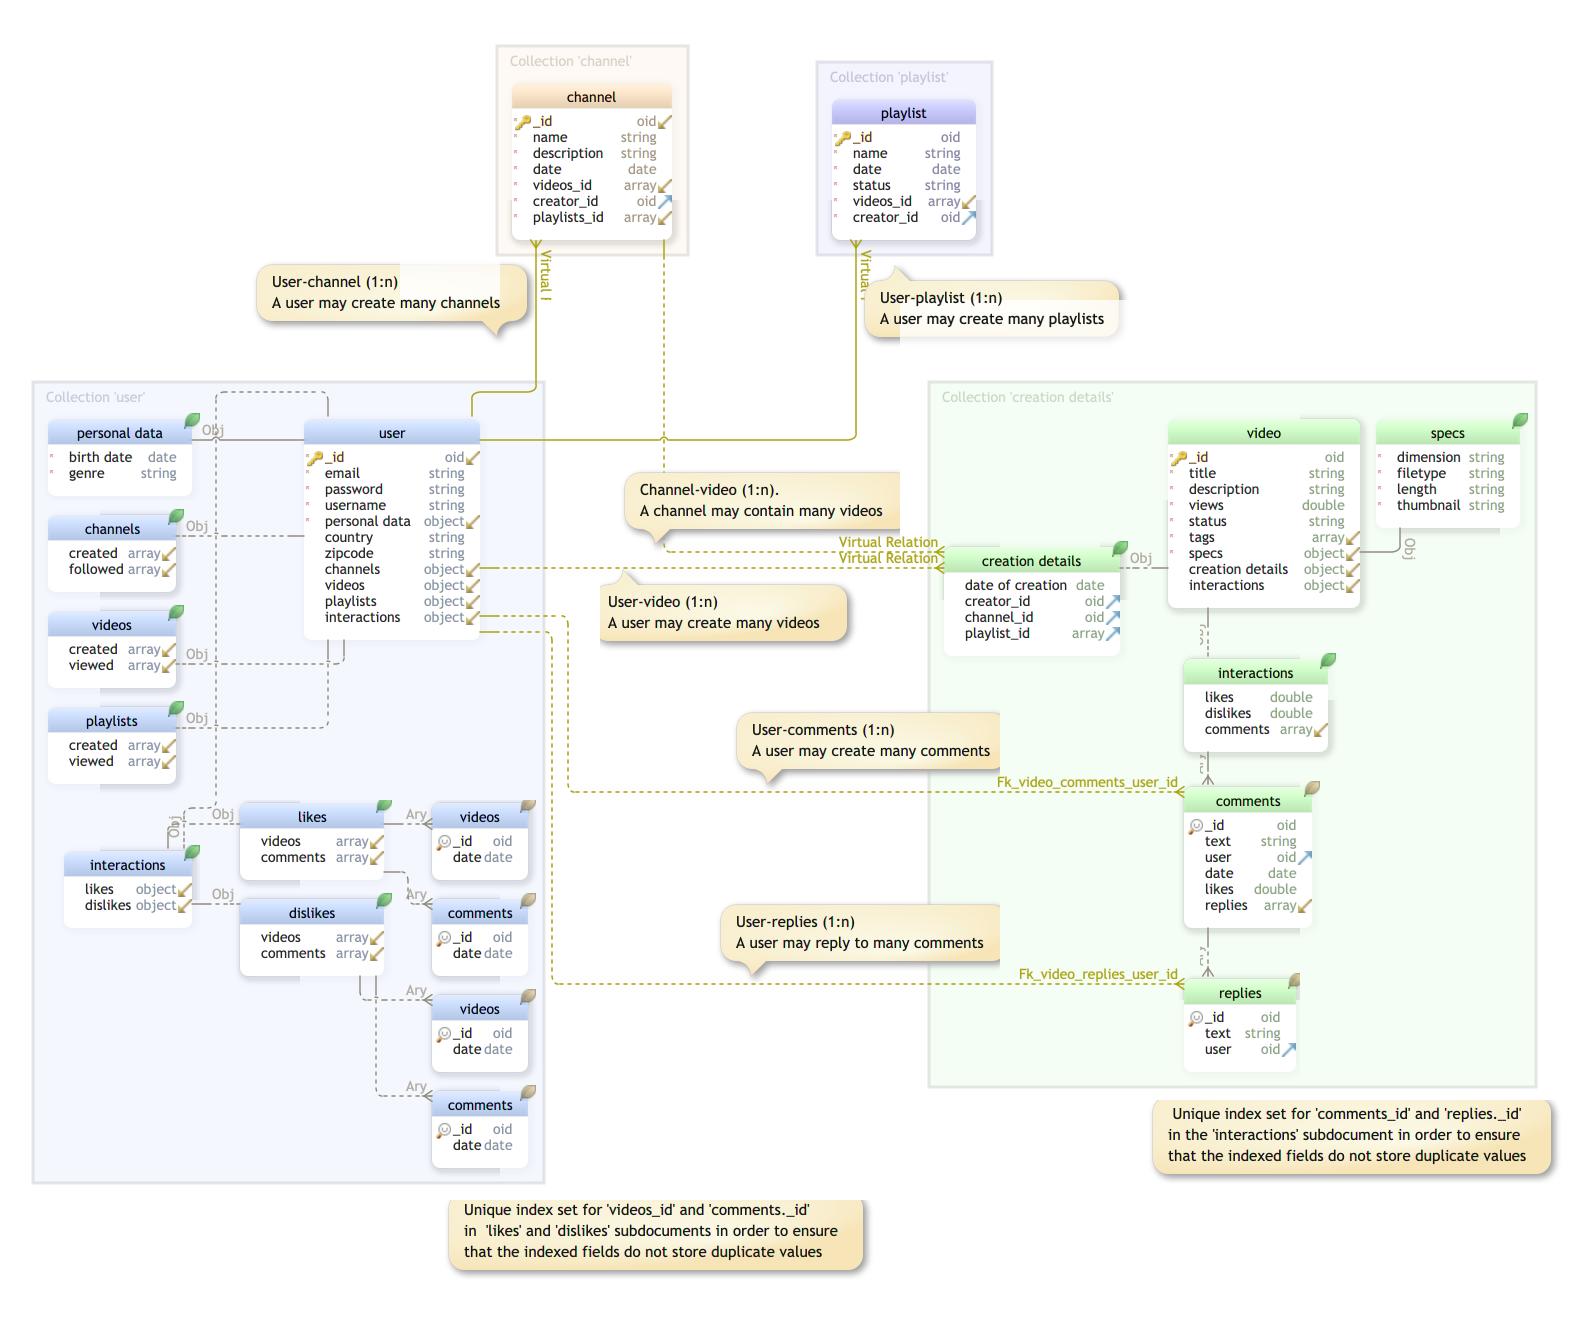 Collection 'channel'
channel
_id oid
name string
description string
date date
videos_id array
creator_id oid
playlists_id array
Collection 'playlist'
playlist
_id oid
name string
date date
status string
videos_id array
creator_id oid
Virtual
Virtual
User-channel (1:n)
A user may create many channels
User-playlist (1:n)
A user may create many playlists
Collection 'user'
personal data
birth date date
genre string
Obj
user
_id oid
email string
password string
username string
personal data object
country string
zipcode string
channels object
videos object
playlists object
interactions object
channels
created array
followed array
Obj
videos
created array
viewed array
Obj
playlists
created array
viewed array
Obj
interactions
likes object
dislikes object
Obj
Obj
Obj
likes
videos array
comments array
dislikes
videos array
comments array
Ary
videos
_id oid
date date
Ary
comments
_id oid
date date
Ary
videos
_id oid
date date
Ary
comments
_id oid
date date
Channel-video (1:n).
A channel may contain many videos
Virtual Relation
Virtual Relation
User-video (1:n)
A user may create many videos
User-comments (1:n)
A user may create many comments
Fk_video_comments_user_id
User-replies (1:n)
A user may reply to many comments
Fk_video_replies_user_id
Collection 'creation details'
video
_id oid
title string
description string
views double
status string
tags array
specs object
creation details object
interactions object
specs
dimension string
filetype string
length string
thumbnail string
Obj
creation details
date of creation date
creator_id oid
channel_id oid
playlist_id array
Obj
interactions
likes double
dislikes double
comments array
comments
_id oid
text string
user oid
date date
likes double
replies array
replies
_id oid
text string
user oid
Unique index set for 'comments_id' and 'replies._id'
in the 'interactions' subdocument in order to ensure
that the indexed fields do not store duplicate values
Unique index set for 'videos_id' and 'comments._id'
in 'likes' and 'dislikes' subdocuments in order to ensure
that the indexed fields do not store duplicate values